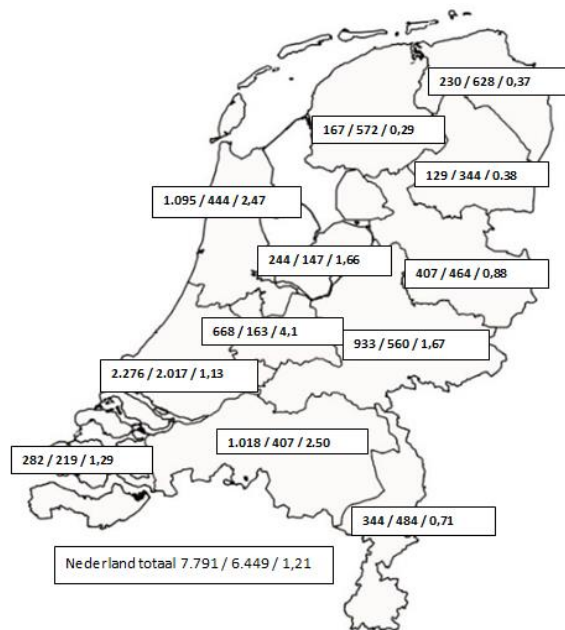 230 / 628 / 0,37
167 / 572 / 0,29
129 / 344 / 0.38
1.095 / 444 / 2,47
244 / 147 / 1,66
407 / 464 / 0,88
668 / 163 / 4,1
933 / 560 / 1,67
2.276 / 2.017 / 1,13
1.018 / 407 / 2.50
282 / 219 / 1,29
344 / 484 / 0,71
Nederland totaal 7.791 / 6.449 / 1,21